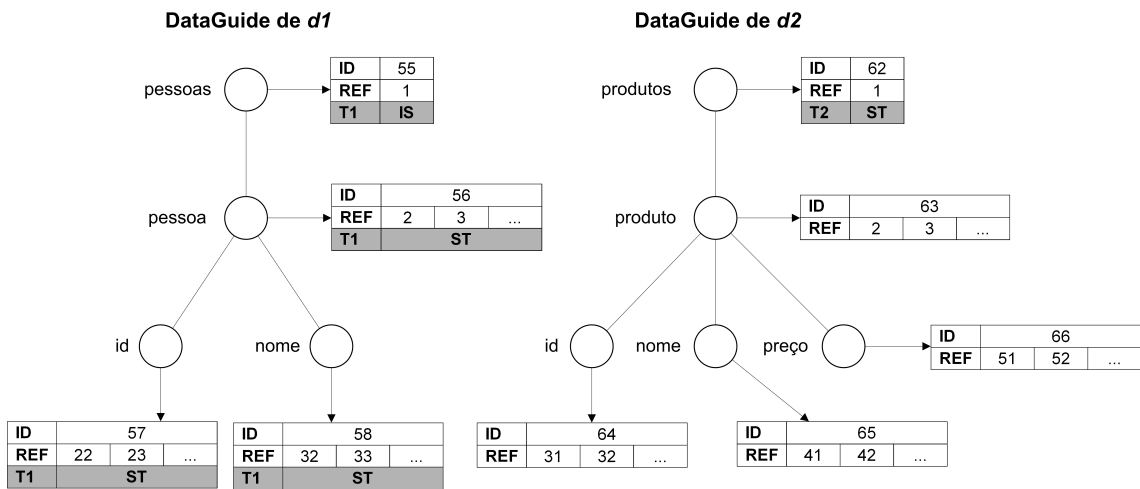 DataGuide de d1
DataGuide de d2
pessoas
ID 55
REF 1
T1 IS
produtos
ID 62
REF 1
T2 ST
pessoa
ID 56
REF 2 3 ...
T1 ST
produto
ID 63
REF 2 3 ...
id
nome
id
nome
preço
ID 66
REF 51 52 ...
ID 57
REF 22 23 ...
T1 ST
ID 58
REF 32 33 ...
T1 ST
ID 64
REF 31 32 ...
ID 65
REF 41 42 ...